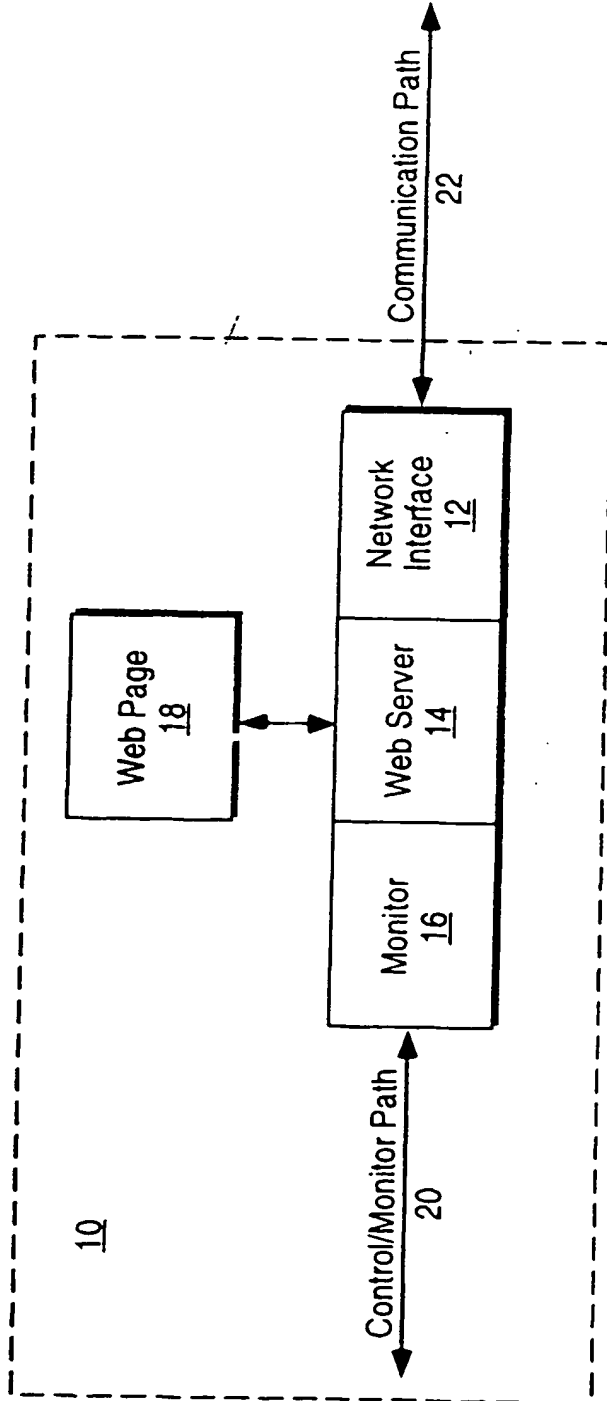 10
Web Page
18
Control/Monitor Path
20
Monitor
16
Web Server
14
Network
Interface
12
Communication Path
22